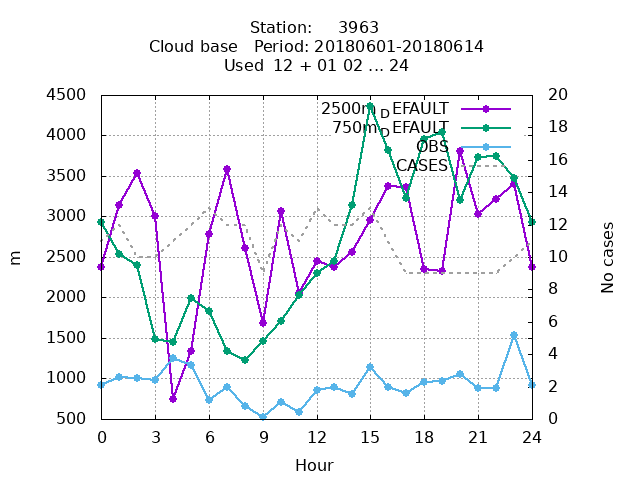 Station: 3963
Cloud base Period: 20180601-20180614
Used 12 + 01 02 ... 24
4500 20
4000 18
3500 16
3000 14
2500 12
2000 10
1500 8
1000 6
500 4
2
0
2500m_DEFAULT
750m_DEFAULT
OBS
CASES
m
No cases
0 3 6 9 12 15 18 21 24
Hour